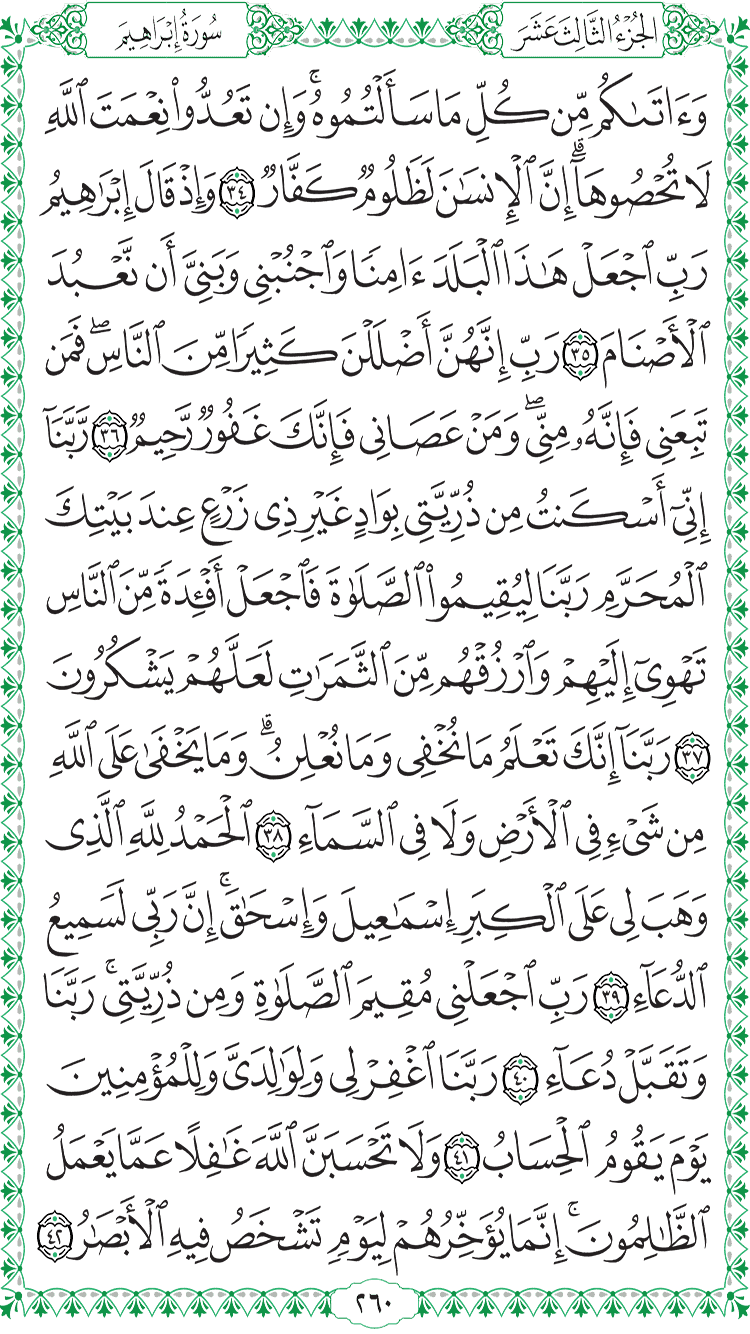 الجُزْءُ الثَّالِثَ عَشَرَ
سُورَةُ إِبْرَاهِيمَ
وَءَاتَىٰكُم مِّن كُلِّ مَا سَأَلْتُمُوهُۚ وَإِن تَعُدُّوا۟ نِعْمَتَ ٱللَّهِ
لَا تُحْصُوهَآۗ إِنَّ ٱلْإِنسَـٰنَ لَظَلُومٌ كَفَّارٌ ٣٤ وَإِذْ قَالَ إِبْرَٰهِيمُ
رَبِّ ٱجْعَلْ هَـٰذَا ٱلْبَلَدَ ءَامِنًا وَٱجْنُبْنِى وَبَنِىَّ أَن نَّعْبُدَ
ٱلْأَصْنَامَ ٣٥ رَبِّ إِنَّهُنَّ أَضْلَلْنَ كَثِيرًا مِّنَ ٱلنَّاسِۖ فَمَن
تَبِعَنِى فَإِنَّهُۥ مِنِّىۖ وَمَنْ عَصَانِى فَإِنَّكَ غَفُورٌ رَّحِيمٌ ٣٦ رَّبَّنَآ
إِنِّىٓ أَسْكَنتُ مِن ذُرِّيَّتِى بِوَادٍ غَيْرِ ذِى زَرْعٍ عِندَ بَيْتِكَ
ٱلْمُحَرَّمِ رَبَّنَا لِيُقِيمُوا۟ ٱلصَّلَوٰةَ فَٱجْعَلْ أَفْـِٔدَةً مِّنَ ٱلنَّاسِ
تَهْوِىٓ إِلَيْهِمْ وَٱرْزُقْهُم مِّنَ ٱلثَّمَرَٰتِ لَعَلَّهُمْ يَشْكُرُونَ
٣٧ رَبَّنَآ إِنَّكَ تَعْلَمُ مَا نُخْفِى وَمَا نُعْلِنُۗ وَمَا يَخْفَىٰ عَلَى ٱللَّهِ
مِن شَىْءٍ فِى ٱلْأَرْضِ وَلَا فِى ٱلسَّمَآءِ ٣٨ ٱلْحَمْدُ لِلَّهِ ٱلَّذِى
وَهَبَ لِى عَلَى ٱلْكِبَرِ إِسْمَـٰعِيلَ وَإِسْحَـٰقَۚ إِنَّ رَبِّى لَسَمِيعُ
ٱلدُّعَآءِ ٣٩ رَبِّ ٱجْعَلْنِى مُقِيمَ ٱلصَّلَوٰةِ وَمِن ذُرِّيَّتِىۚ رَبَّنَا
وَتَقَبَّلْ دُعَآءِ ٤٠ رَبَّنَا ٱغْفِرْ لِى وَلِوَٰلِدَىَّ وَلِلْمُؤْمِنِينَ
يَوْمَ يَقُومُ ٱلْحِسَابُ ٤١ وَلَا تَحْسَبَنَّ ٱللَّهَ غَـٰفِلًا عَمَّا يَعْمَلُ
ٱلظَّـٰلِمُونَۚ إِنَّمَا يُؤَخِّرُهُمْ لِيَوْمٍ تَشْخَصُ فِيهِ ٱلْأَبْصَـٰرُ ٤٢
٢٦٠